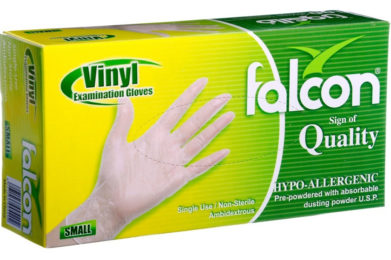 Vinyl
Examination Gloves
falcon
Sign of
Quality
HYPO-ALLERGENIC
Pre-powdered with absorbable
dusting powder U.S.P.
Single Use / Non-Sterile
Ambidextrous
SMALL
SMALL
falcon